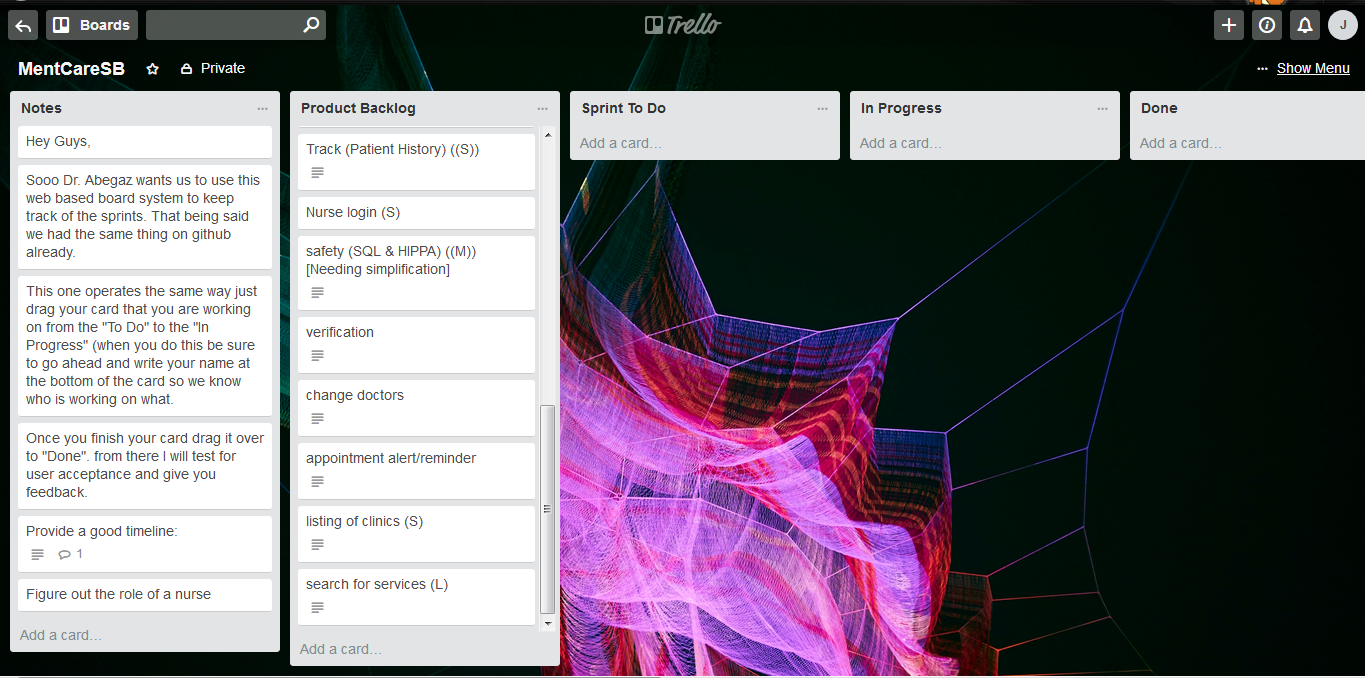 Boards
Trello
J
MentCareSB
Private
... Show Menu
Notes
Hey Guys,
Sooo Dr. Abegaz wants us to use this
web based board system to keep
track of the sprints. That being said
we had the same thing on github
already.
This one operates the same way just
drag your card that you are working
on from the "To Do" to the "In
Progress" (when you do this be sure
to go ahead and write your name at
the bottom of the card so we know
who is working on what.
Once you finish your card drag it over
to "Done". from there I will test for
user acceptance and give you
feedback.
Provide a good timeline:
1
Figure out the role of a nurse
Add a card...
Product Backlog
Track (Patient History) ((S))
Nurse login (S)
safety (SQL & HIPPA) ((M))
[Needing simplification]
verification
change doctors
appointment alert/reminder
listing of clinics (S)
search for services (L)
Add a card...
Sprint To Do
Add a card...
In Progress
Add a card...
Done
Add a card...